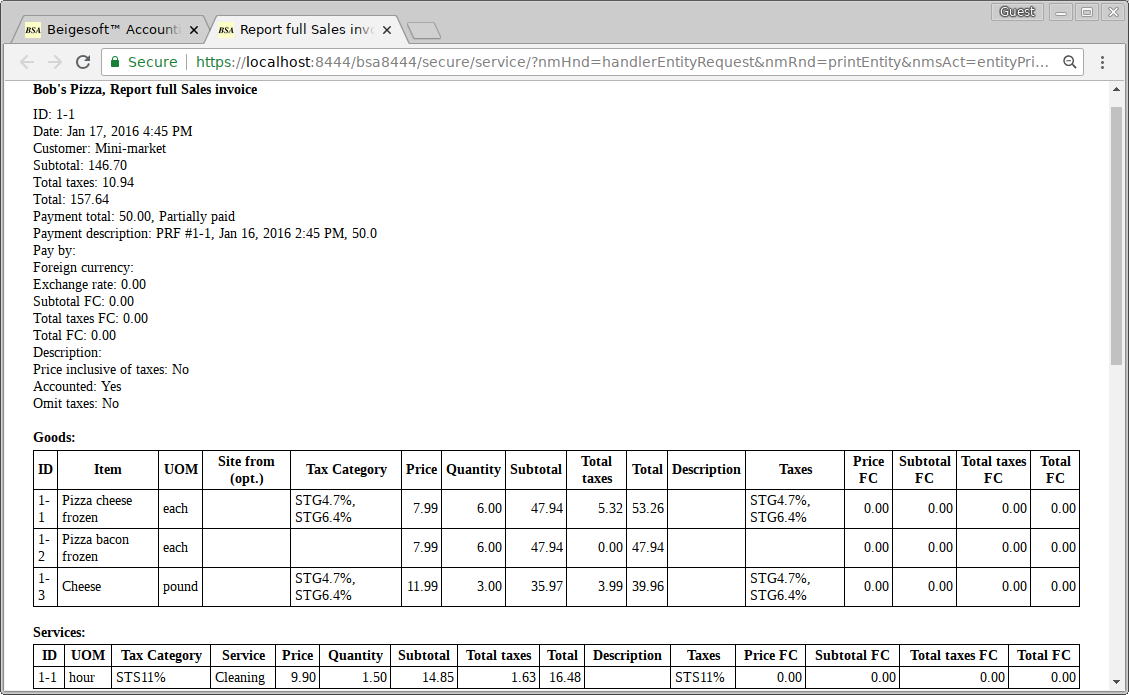 Guest
BSA Beigesoft™ Account
BSA Report full Sales inv
Secure https://localhost:8444/bsa8444/secure/service/?nmHnd=handlerEntityRequest&nmRnd=printEntity&nmsAct=entityPri...
Bob's Pizza, Report full Sales invoice
ID: 1-1
Date: Jan 17, 2016 4:45 PM
Customer: Mini-market
Subtotal: 146.70
Total taxes: 10.94
Total: 157.64
Payment total: 50.00, Partially paid
Payment description: PRF #1-1, Jan 16, 2016 2:45 PM, 50.0
Pay by:
Foreign currency:
Exchange rate: 0.00
Subtotal FC: 0.00
Total taxes FC: 0.00
Total FC: 0.00
Description:
Price inclusive of taxes: No
Accounted: Yes
Omit taxes: No
Goods:
ID Item UOM Site from (opt.) Tax Category Price Quantity Subtotal Total taxes Total Description Taxes Price FC Subtotal FC Total taxes FC Total FC
1-1 Pizza cheese frozen each STG4.7%, STG6.4% 7.99 6.00 47.94 5.32 53.26 STG4.7%, STG6.4% 0.00 0.00 0.00 0.00
1-2 Pizza bacon frozen each 7.99 6.00 47.94 0.00 47.94 0.00 0.00 0.00 0.00
1-3 Cheese pound STG4.7%, STG6.4% 11.99 3.00 35.97 3.99 39.96 STG4.7%, STG6.4% 0.00 0.00 0.00 0.00
Services:
ID UOM Tax Category Service Price Quantity Subtotal Total taxes Total Description Taxes Price FC Subtotal FC Total taxes FC Total FC
1-1 hour STS11% Cleaning 9.90 1.50 14.85 1.63 16.48 STS11% 0.00 0.00 0.00 0.00